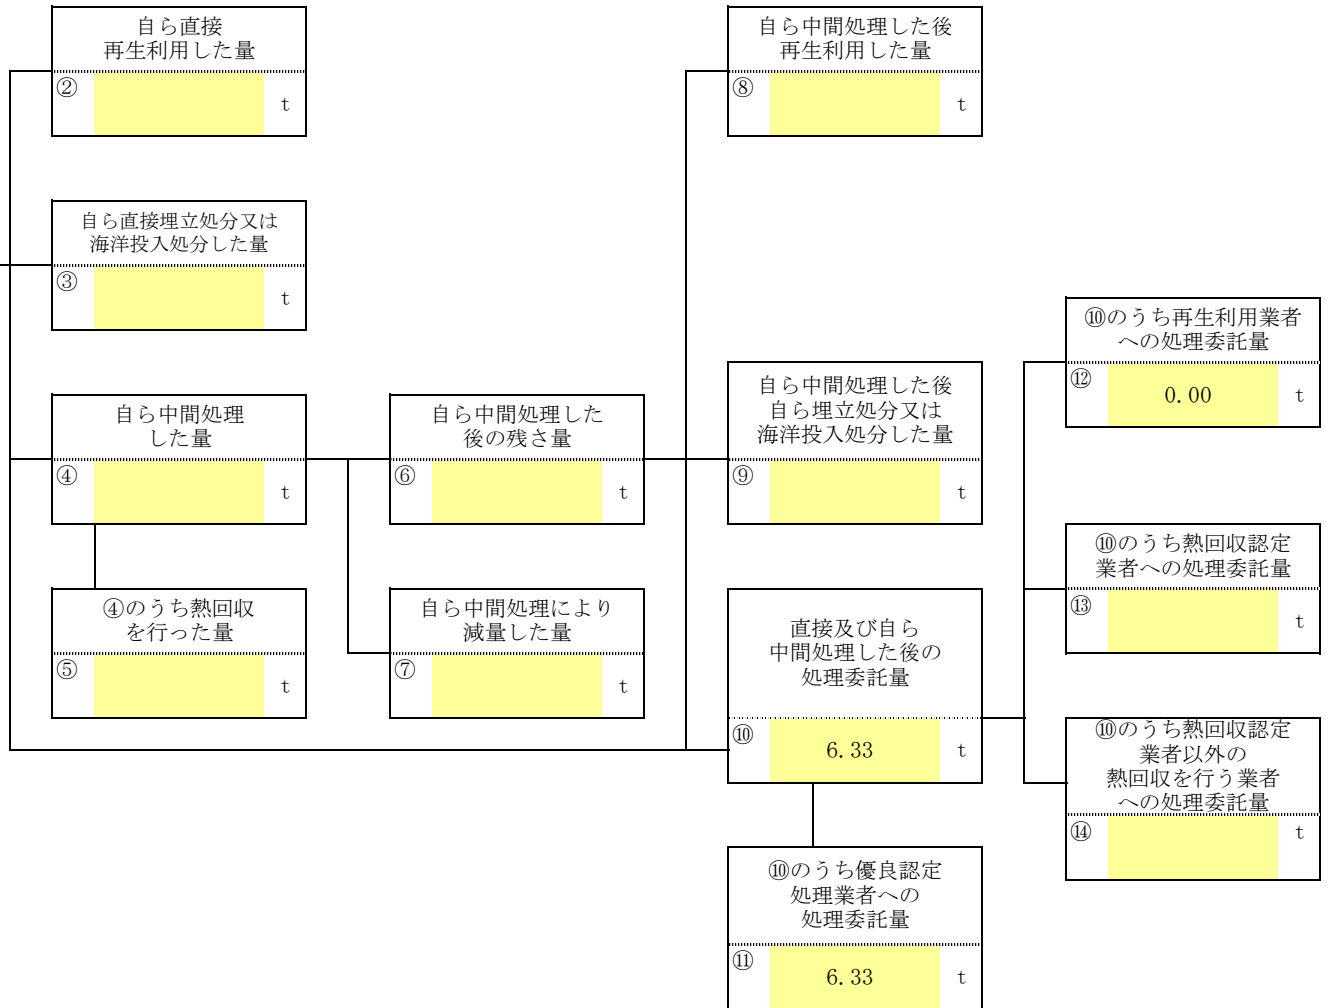 自ら直接
再生利用した量
②
t
自ら中間処理した後
再生利用した量
⑧
t
自ら直接埋立処分又は
海洋投入処分した量
③
t
⑩のうち再生利用業者
への処理委託量
⑫
0.00
t
自ら中間処理
した量
④
t
自ら中間処理した
後の残さ量
⑥
t
自ら中間処理した後
自ら埋立処分又は
海洋投入処分した量
⑨
t
⑩のうち熱回収認定
業者への処理委託量
⑬
t
④のうち熱回収
を行った量
⑤
t
自ら中間処理により
減量した量
⑦
t
直接及び自ら
中間処理した後の
処理委託量
⑩
6.33
t
⑩のうち熱回収認定
業者以外の
熱回収を行う業者
への処理委託量
⑭
t
⑩のうち優良認定
処理業者への
処理委託量
⑪
6.33
t